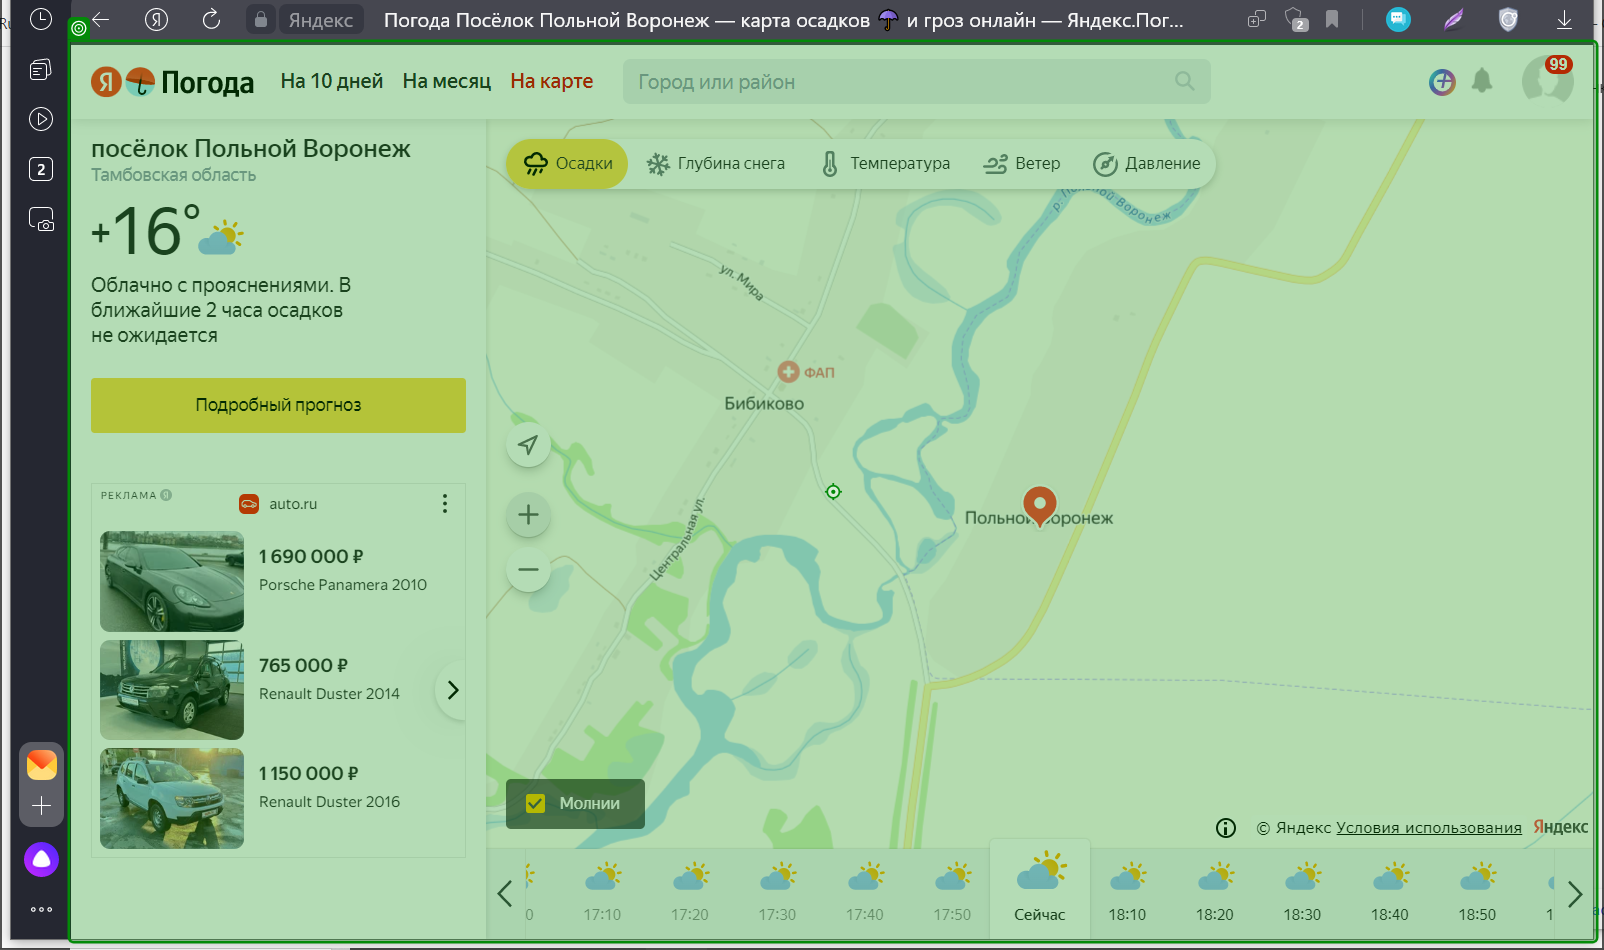 Яндекс
Погода Посёлок Польной Воронеж — карта осадков ☂ и гроз онлайн — Яндекс.Пог...
2
2
Я Погода
На 10 дней
На месяц
На карте
Город или район
99
посёлок Польной Воронеж
Тамбовская область
+16°
Облачно с прояснениями. В
ближайшие 2 часа осадков
не ожидается
Подробный прогноз
РЕКЛАМА
auto.ru
1 690 000 ₽
Porsche Panamera 2010
765 000 ₽
Renault Duster 2014
1 150 000 ₽
Renault Duster 2016
Осадки
Глубина снега
Температура
Ветер
Давление
р. Польной Воронеж
ул. Мира
ФАП
Бибиково
Центральная ул.
Польной Воронеж
Молнии
© Яндекс Условия использования Яндекс
0
17:10
17:20
17:30
17:40
17:50
Сейчас
18:10
18:20
18:30
18:40
18:50
1